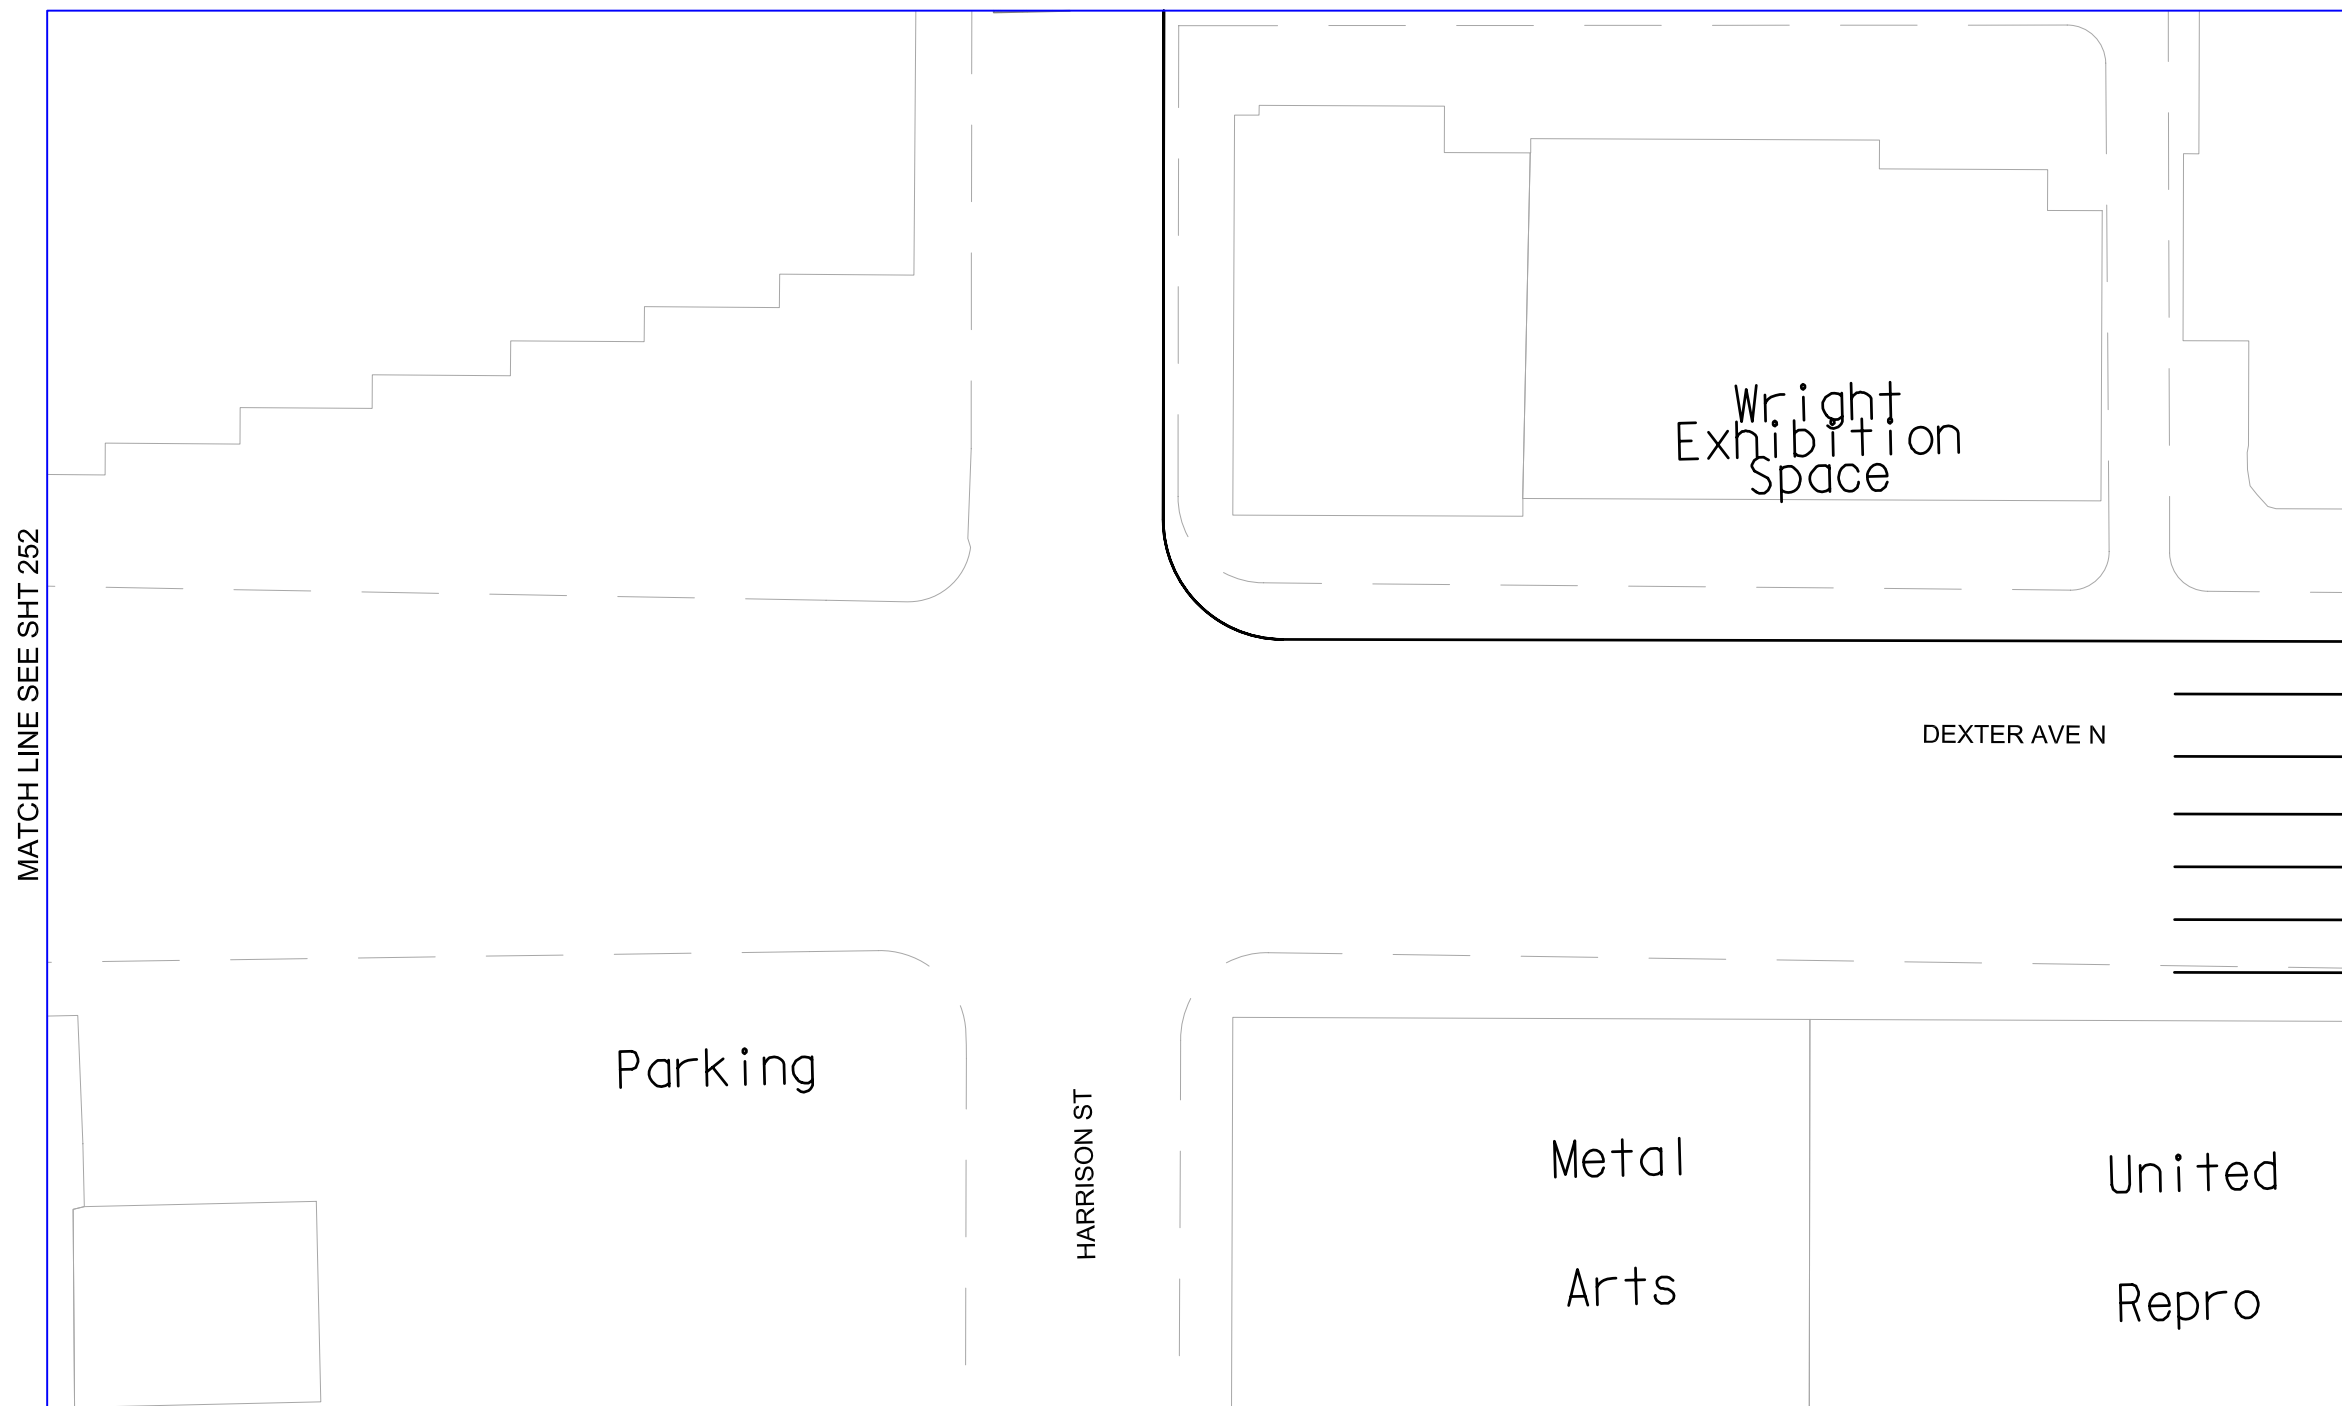 Wright
Exhibition
Space
MATCH LINE SEE SHT 252
DEXTER AVE N
Parking
HARRISON ST
Metal
Arts
United
Repro